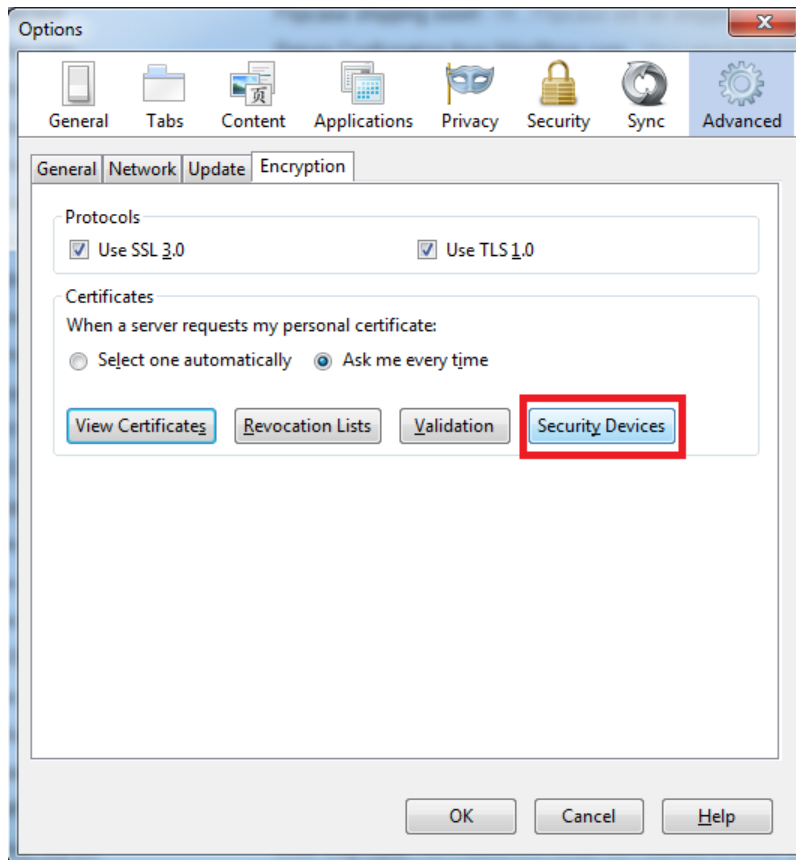 Options
General Tabs Content Applications Privacy Security Sync Advanced
General Network Update Encryption
Protocols
Use SSL 3.0 Use TLS 1.0
Certificates
When a server requests my personal certificate:
Select one automatically Ask me every time
View Certificates Revocation Lists Validation Security Devices
OK Cancel Help